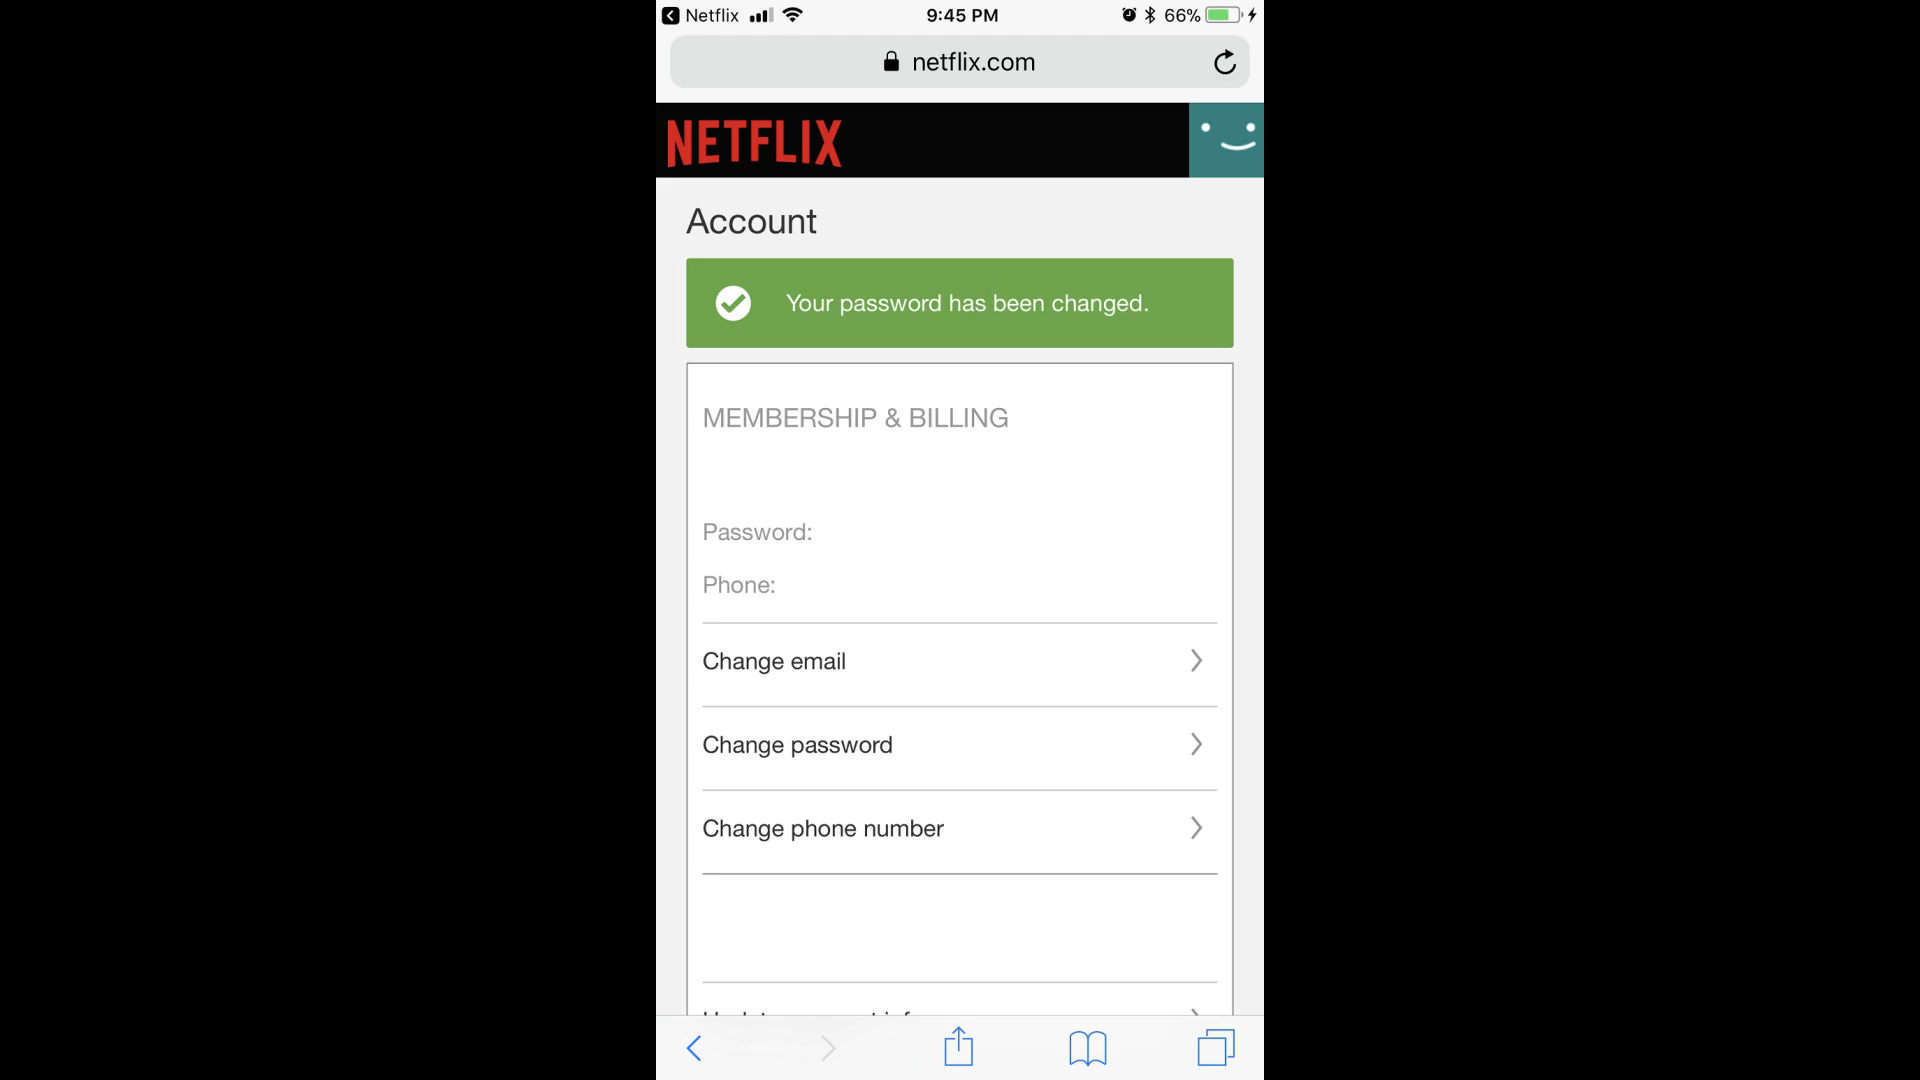 Netflix
9:45 PM
66%
netflix.com
NETFLIX
Account
Your password has been changed.
MEMBERSHIP & BILLING
Password:
Phone:
Change email
Change password
Change phone number